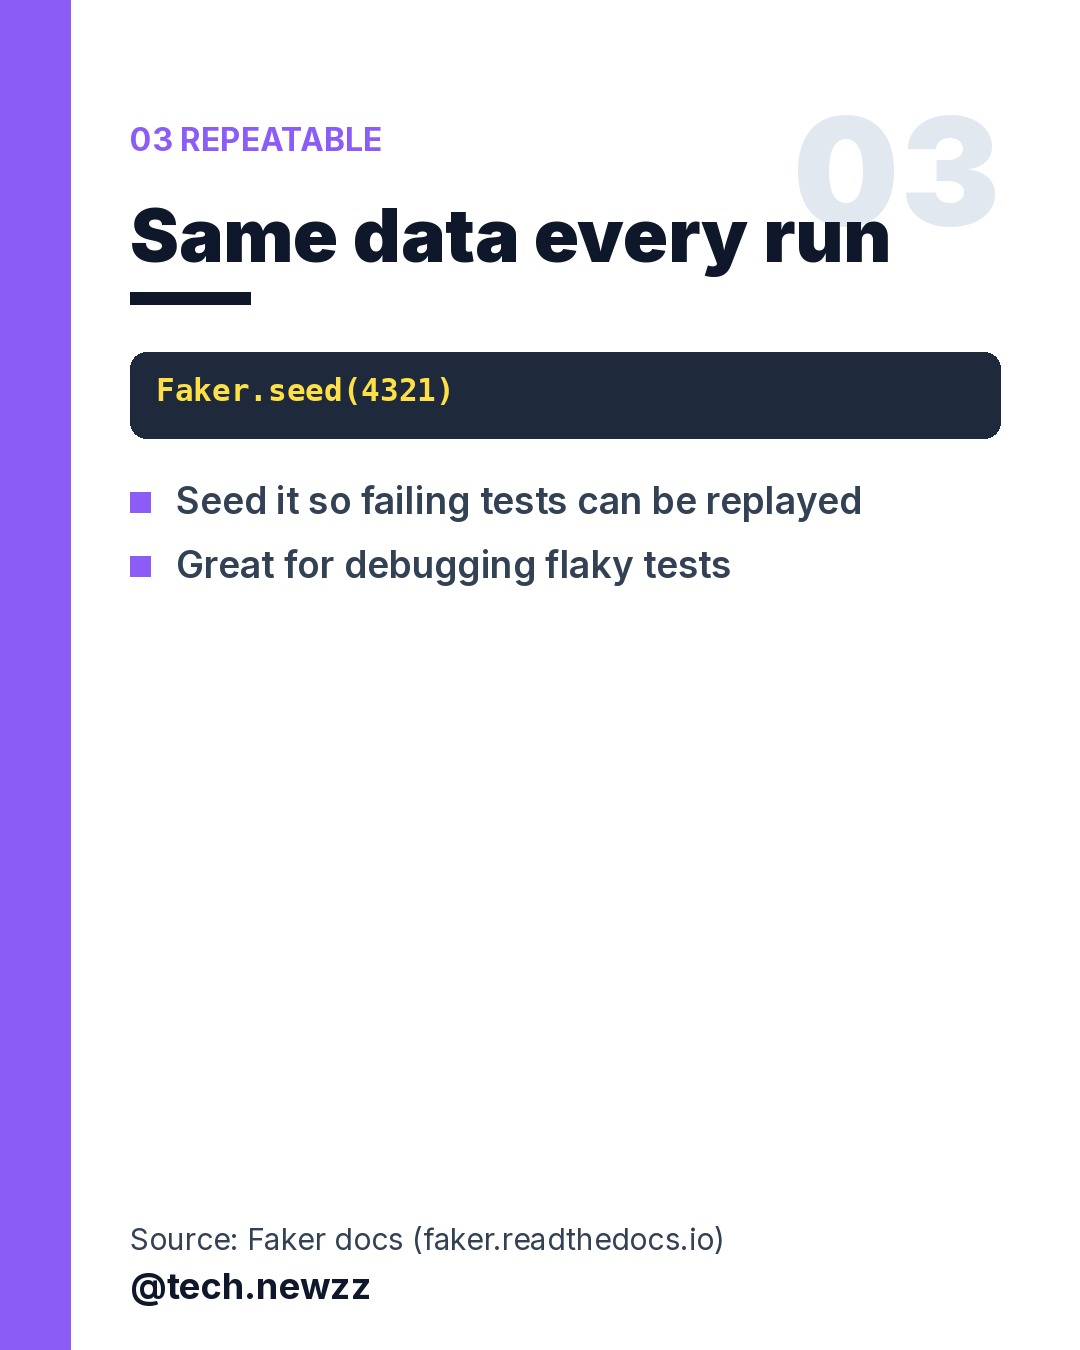 03 REPEATABLE
03
Same data every run
Faker.seed(4321)
Seed it so failing tests can be replayed
Great for debugging flaky tests
Source: Faker docs (faker.readthedocs.io)
@tech.newzz